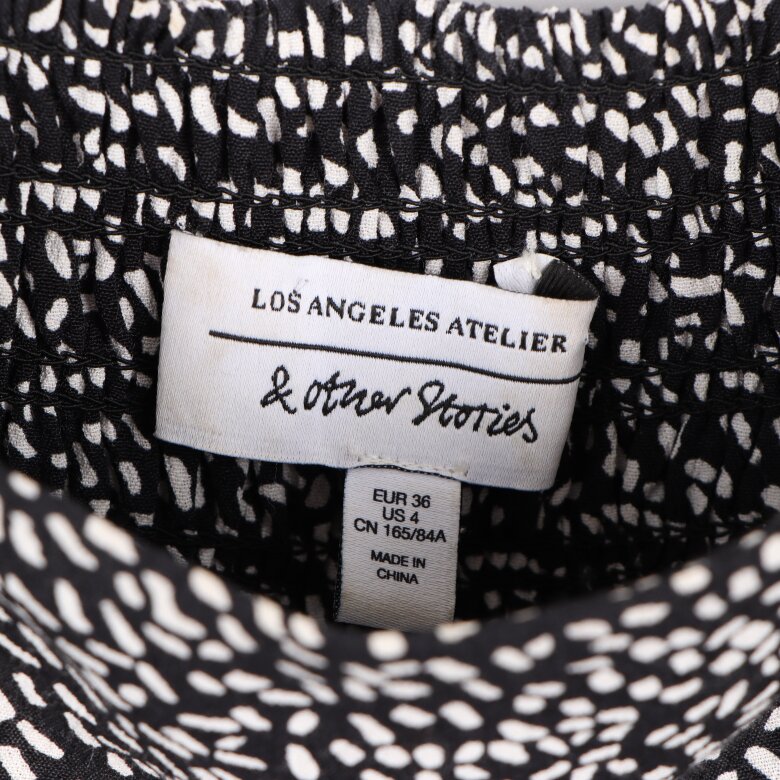 LOS ANGELES ATELIER
& other Stories
EUR 36
US 4
CN 165/84A
MADE IN
CHINA